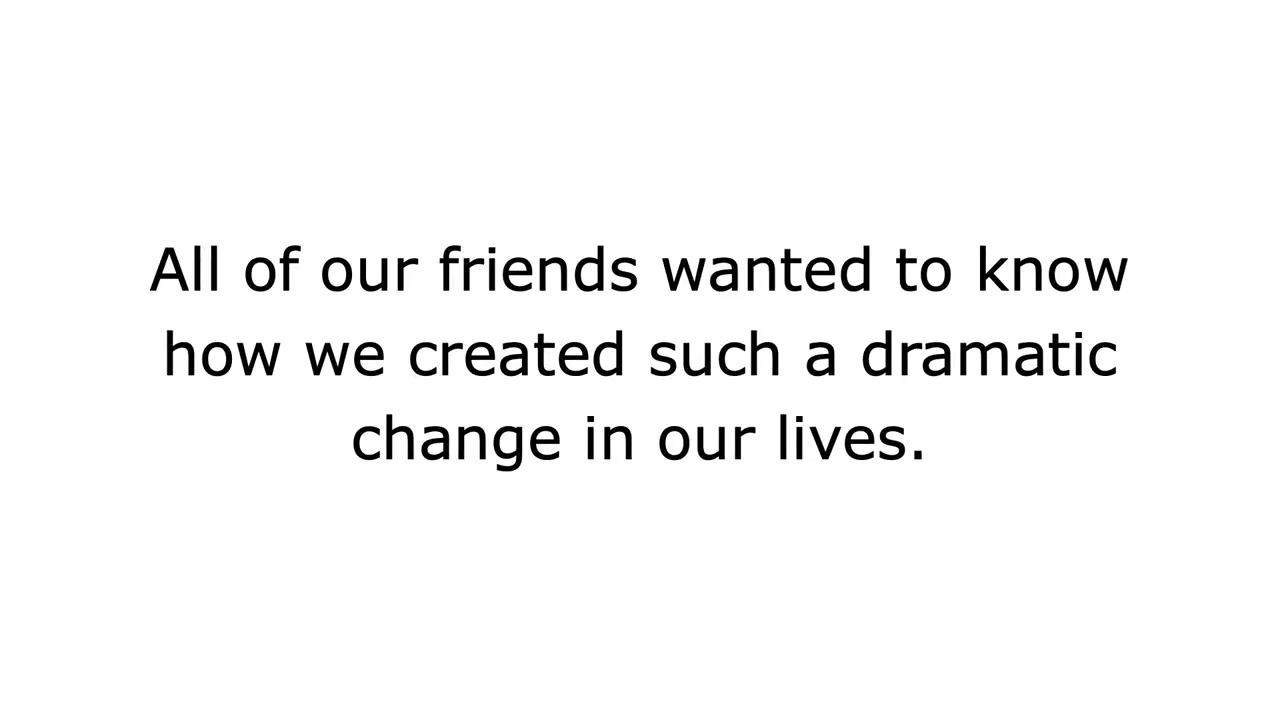 All of our friends wanted to know
how we created such a dramatic
change in our lives.